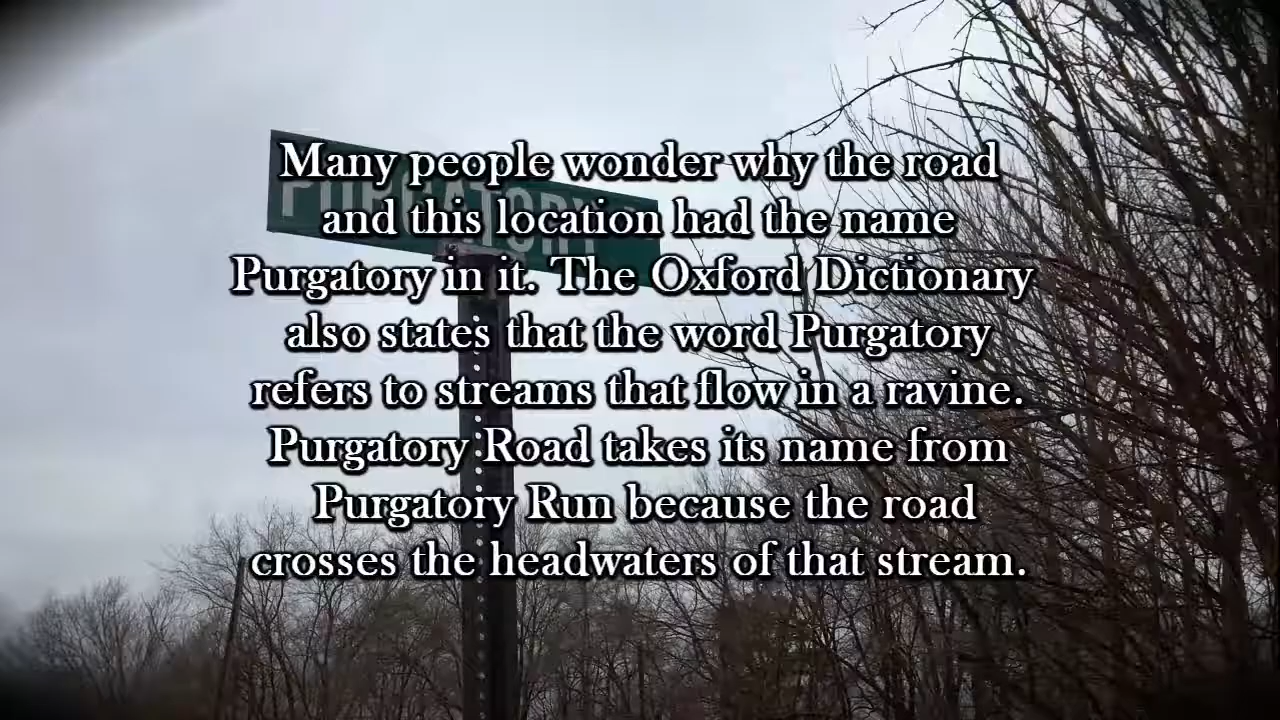 Many people wonder why the road
and this location had the name
Purgatory in it. The Oxford Dictionary
also states that the word Purgatory
refers to streams that flow in a ravine.
Purgatory Road takes its name from
Purgatory Run because the road
crosses the headwaters of that stream.
PURGATORY